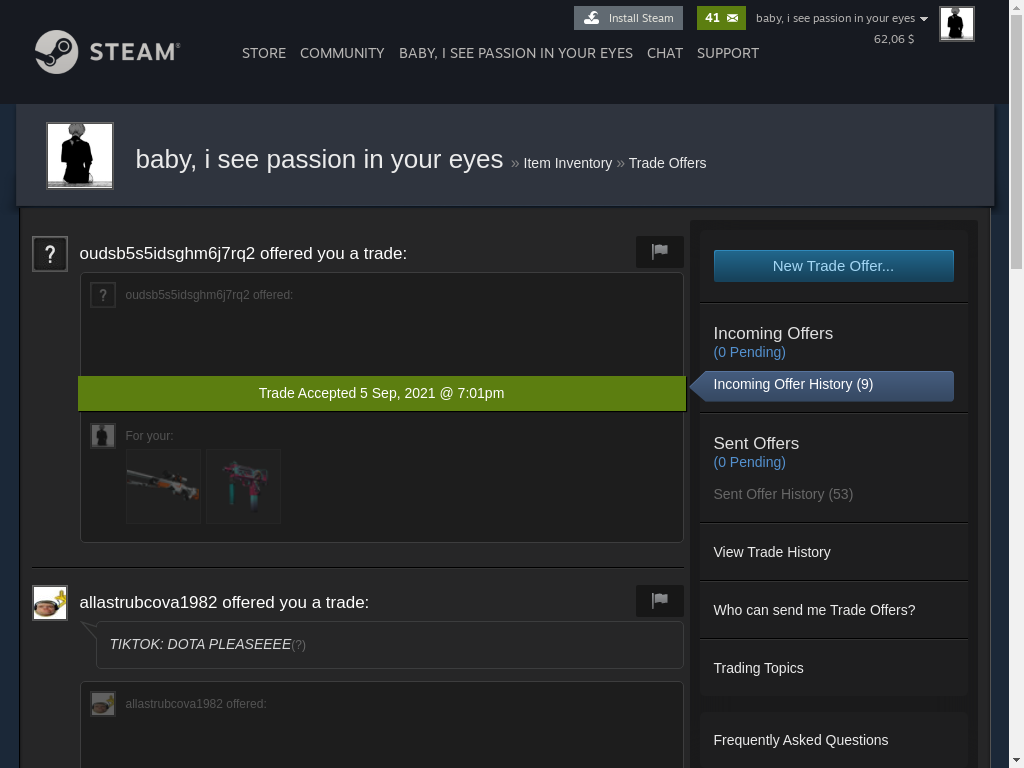 Install Steam
41
baby, i see passion in your eyes
62,06 $
STEAM®
STORE COMMUNITY BABY, I SEE PASSION IN YOUR EYES CHAT SUPPORT
baby, i see passion in your eyes » Item Inventory » Trade Offers
oudsb5s5idsghm6j7rq2 offered you a trade:
? oudsb5s5idsghm6j7rq2 offered:
Trade Accepted 5 Sep, 2021 @ 7:01pm
For your:
allastrubcova1982 offered you a trade:
TIKTOK: DOTA PLEASEEEE(?)
allastrubcova1982 offered:
New Trade Offer...
Incoming Offers
(0 Pending)
Incoming Offer History (9)
Sent Offers
(0 Pending)
Sent Offer History (53)
View Trade History
Who can send me Trade Offers?
Trading Topics
Frequently Asked Questions